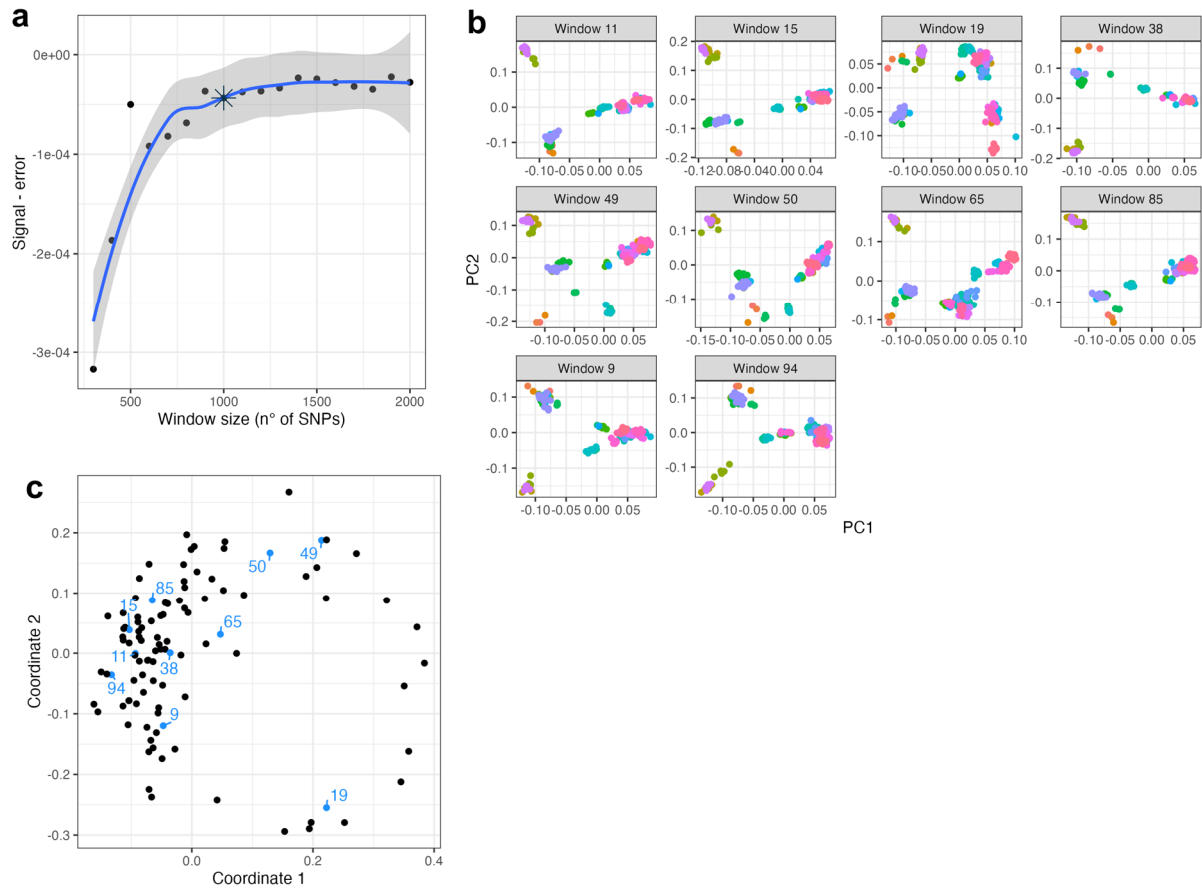 a
0e+00
-1e-04
-2e-04
-3e-04
Signal - error
500 1000 1500 2000
Window size (n° of SNPs)
b
Window 11 Window 15 Window 19 Window 38
0.1
0.0
-0.1
-0.10 -0.05 0.00 0.05
0.2
0.1
0.0
-0.1
-0.2
-0.12 -0.08 -0.04 0.00 0.04
0.15
0.10
0.05
0.00
-0.05
-0.10
-0.10 -0.05 0.00 0.05 0.10
0.1
0.0
-0.1
-0.2
-0.10 -0.05 0.00 0.05
Window 49 Window 50 Window 65 Window 85
0.1
0.0
-0.1
-0.2
-0.10 -0.05 0.00 0.05
0.1
0.0
-0.1
-0.15 -0.10 -0.05 0.00 0.05
0.1
0.0
-0.1
-0.10 -0.05 0.00 0.05 0.10
0.1
0.0
-0.1
-0.10 -0.05 0.00 0.05
PC2
Window 9 Window 94
0.1
0.0
-0.1
-0.10 -0.05 0.00 0.05
0.1
0.0
-0.1
-0.10 -0.05 0.00 0.05
PC1
c
0.2
0.1
0.0
-0.1
-0.2
-0.3
Coordinate 2
49
50
85
15
65
11
38
94
9
19
0.0 0.2 0.4
Coordinate 1